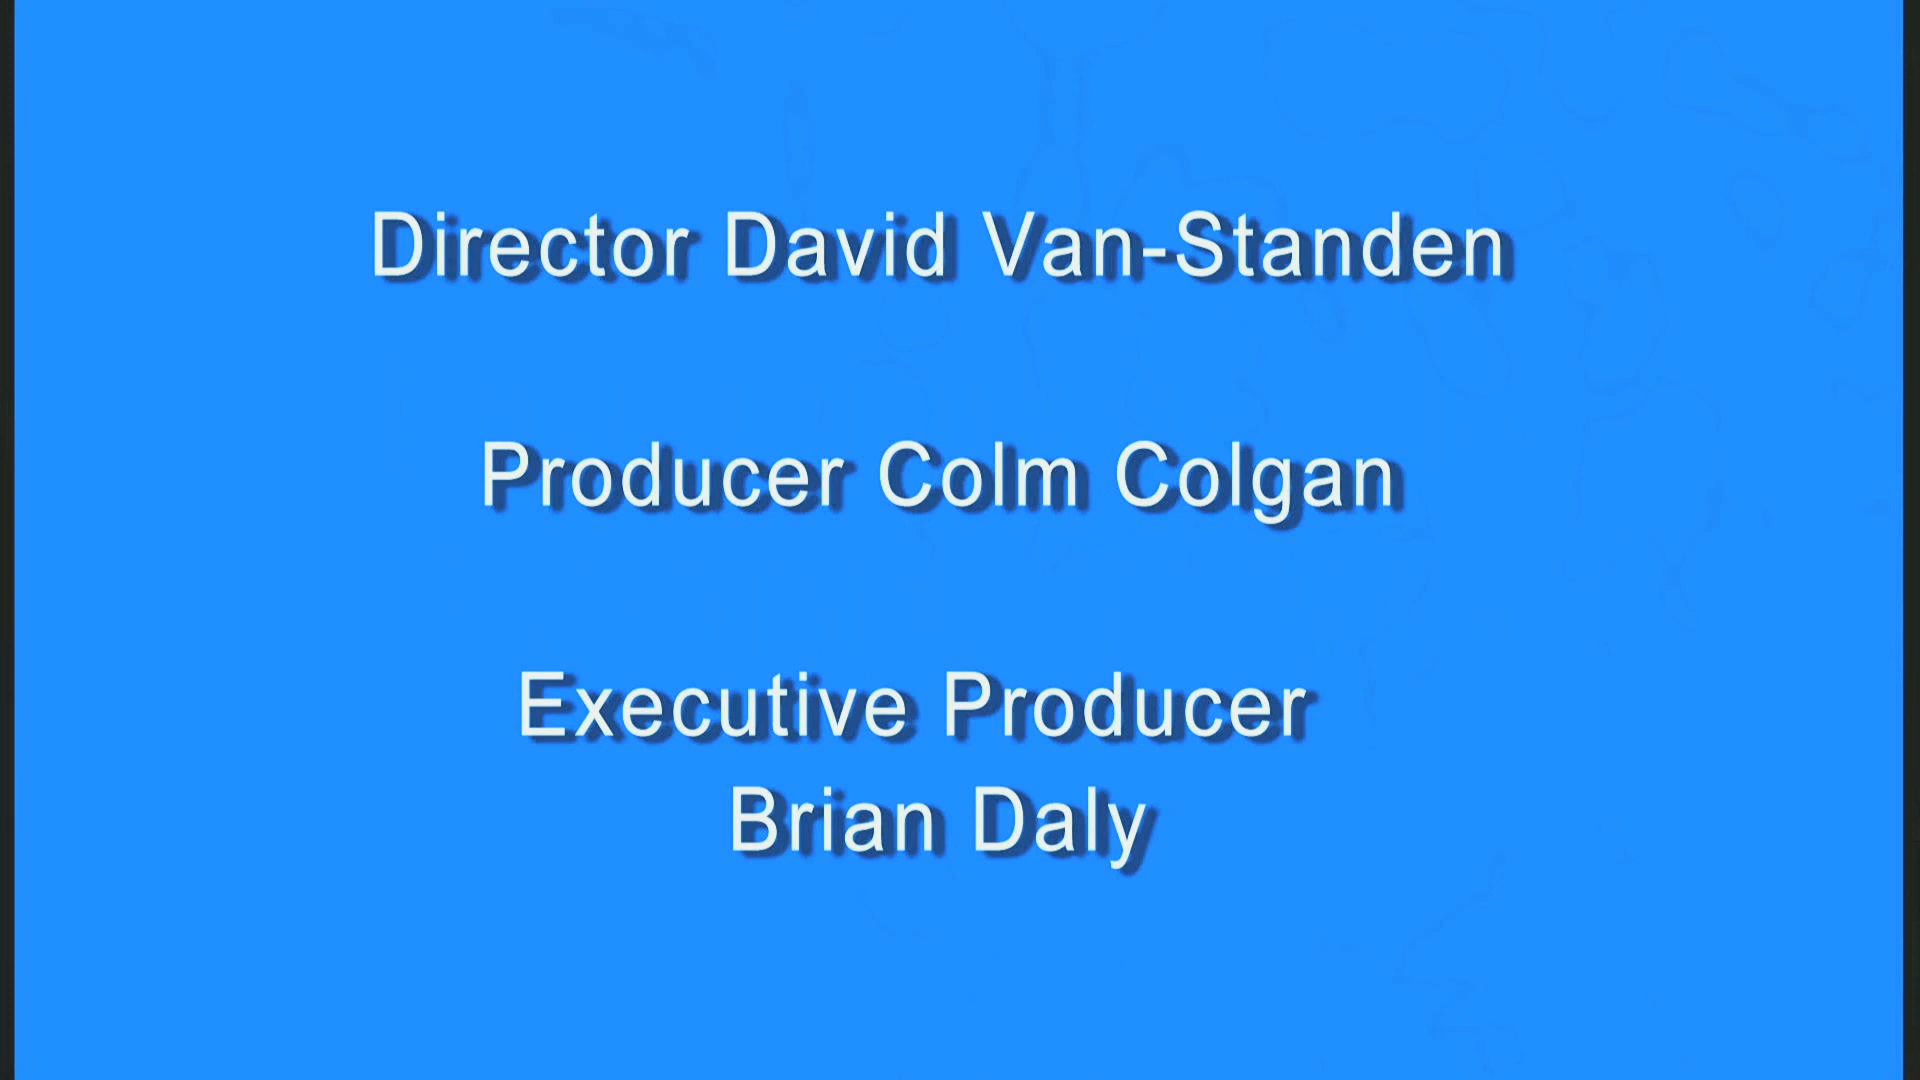 Director David Van-Standen
Producer Colm Colgan
Executive Producer
Brian Daly